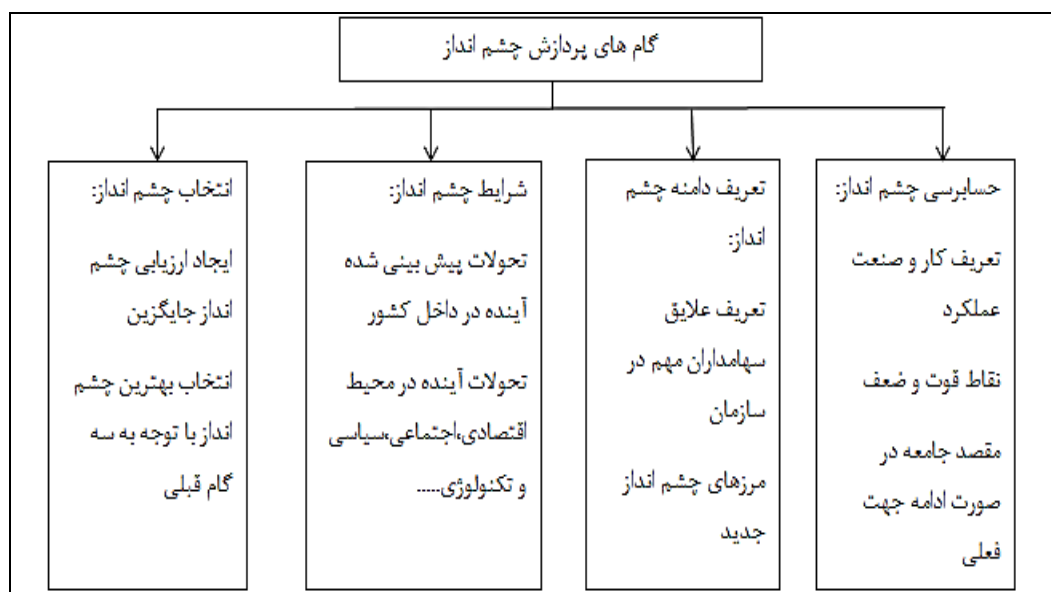 گام های پردازش چشم انداز
حسابرسی چشم انداز:
تعریف کار و صنعت
عملکرد
نقاط قوت و ضعف
مقصد جامعه در
صورت ادامه جهت
فعلی
تعریف دامنه چشم
انداز:
تعریف علایق
سهامداران مهم در
سازمان
مرزهای چشم انداز
جدید
شرایط چشم انداز:
تحولات پیش بینی شده
آینده در داخل کشور
تحولات آینده در محیط
اقتصادی،اجتماعی،سیاسی
و تکنولوژی.....
انتخاب چشم انداز:
ایجاد ارزیابی چشم
انداز جایگزین
انتخاب بهترین چشم
انداز با توجه به سه
گام قبلی